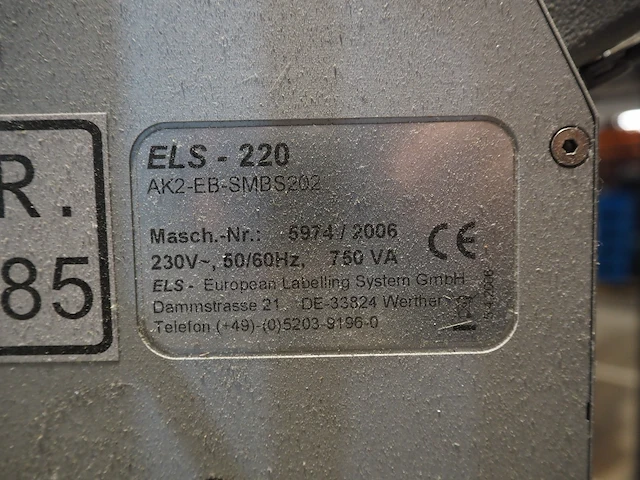 R.
85
ELS - 220
AK2-EB-SMBS202
Masch.-Nr.: 5974 / 2006
230V~, 50/60Hz, 750 VA
CE
ELS - European Labelling System GmbH
Dammstrasse 21 DE-33824 Werther
Telefon (+49)-(0)5203-9196-0